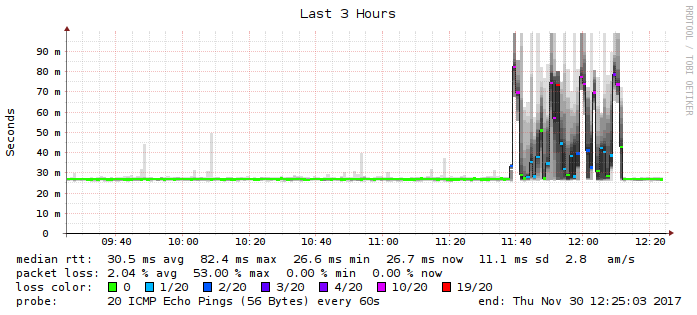 Last 3 Hours
RRDTOOL / TOBI OETIKER
Seconds
90 m
80 m
70 m
60 m
50 m
40 m
30 m
20 m
10 m
0
09:40 10:00 10:20 10:40 11:00 11:20 11:40 12:00 12:20
median rtt: 30.5 ms avg 82.4 ms max 26.6 ms min 26.7 ms now 11.1 ms sd 2.8 am/s
packet loss: 2.04 % avg 53.00 % max 0.00 % min 0.00 % now
loss color: 0 1/20 2/20 3/20 4/20 10/20 19/20
probe: 20 ICMP Echo Pings (56 Bytes) every 60s end: Thu Nov 30 12:25:03 2017